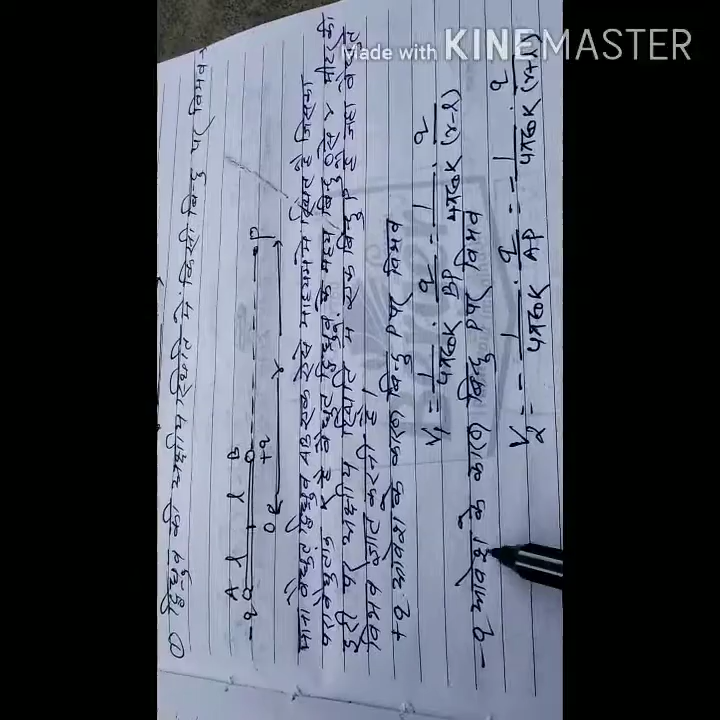 Made with KINEMASTER
① द्विध्रुव की अक्षीय स्थिति में किसी बिन्दु पर विभव →
-q A l l B
O +q P
r
माना वैद्युत द्विध्रुव AB एक ऐसे माध्यम में स्थित है जिसका
परावैद्युतांक K है। वैद्युत द्विध्रुव के मध्य बिन्दु O से r मीटर की
दूरी पर अक्षीय स्थिति में कोई बिन्दु P है जहाँ वैद्युत
विभव ज्ञात करना है।
+q आवेश के कारण बिन्दु P पर विभव
V₁ = 1/4πε₀K . q/BP = 1/4πε₀K . q/(r-l)
-q आवेश के कारण बिन्दु P पर विभव
V₂ = - 1/4πε₀K . q/AP = - 1/4πε₀K . q/(r+l)